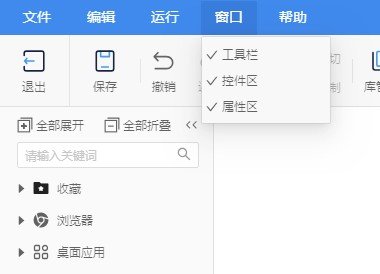 文件 编辑 运行 窗口 帮助
工具栏
控件区
属性区
退出 保存 撤销
全部展开 全部折叠
请输入关键词
收藏
浏览器
桌面应用